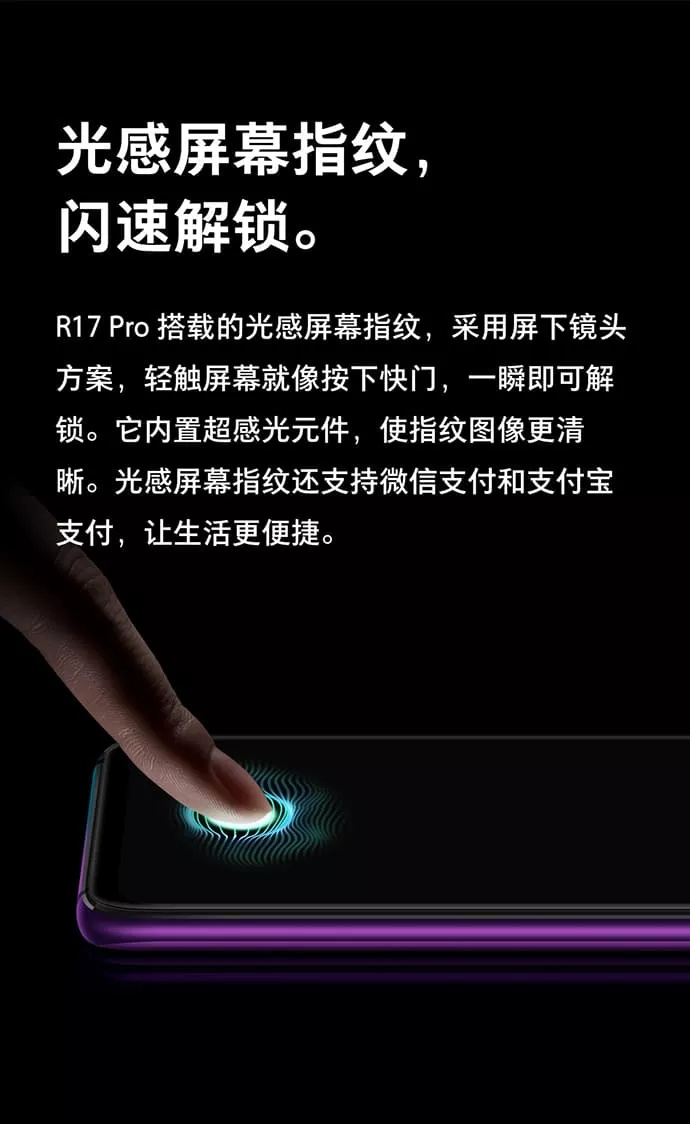 光感屏幕指纹，
闪速解锁。
R17 Pro 搭载的光感屏幕指纹，采用屏下镜头
方案，轻触屏幕就像按下快门，一瞬即可解
锁。它内置超感光元件，使指纹图像更清
晰。光感屏幕指纹还支持微信支付和支付宝
支付，让生活更便捷。